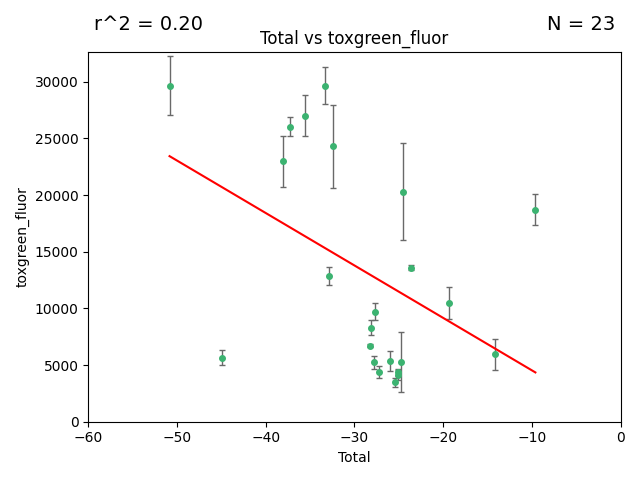 r^2 = 0.20
N = 23
Total vs toxgreen_fluor
30000
25000
20000
15000
10000
5000
0
toxgreen_fluor
−60
−50
−40
−30
−20
−10
0
Total